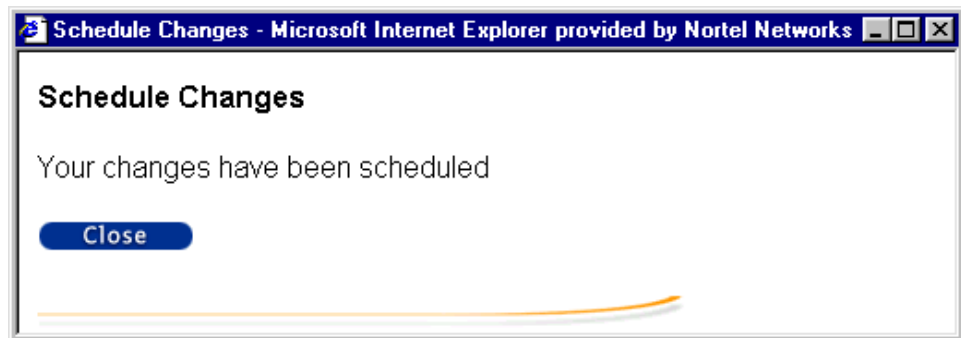 Schedule Changes - Microsoft Internet Explorer provided by Nortel Networks
Schedule Changes
Your changes have been scheduled
Close